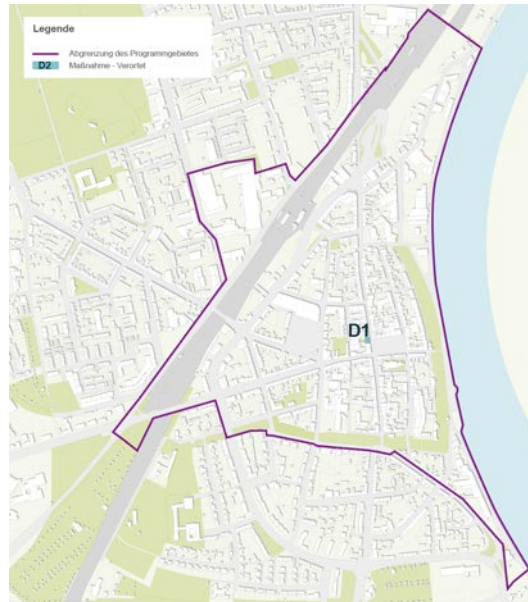 Legende
Abgrenzung des Programmgebietes
D2 Maßnahme - Verortet
D1